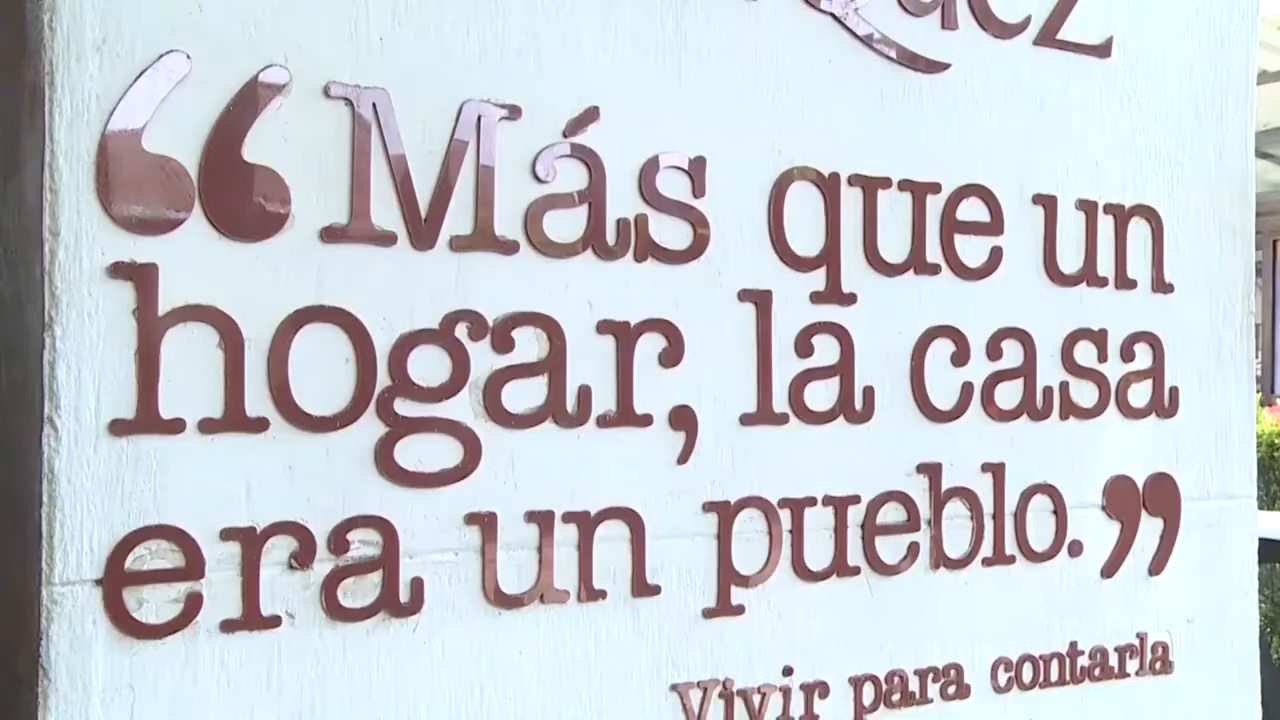 “Más que un
hogar, la casa
era un pueblo.”
Vivir para contarla